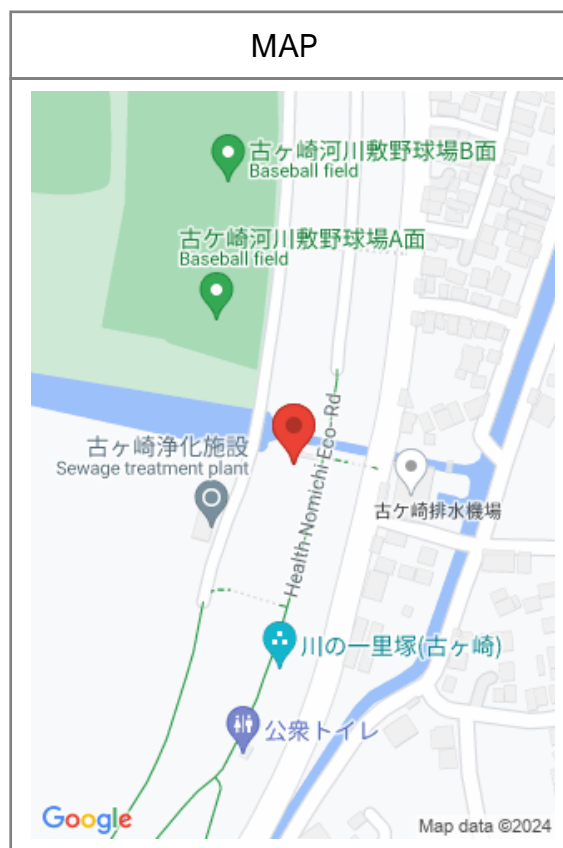 MAP
古ヶ崎河川敷野球場B面
Baseball field
古ケ崎河川敷野球場A面
Baseball field
Health-Nomichi-Eco-Rd
古ヶ崎浄化施設
Sewage treatment plant
古ケ崎排水機場
川の一里塚(古ヶ崎)
公衆トイレ
Google
Map data ©2024